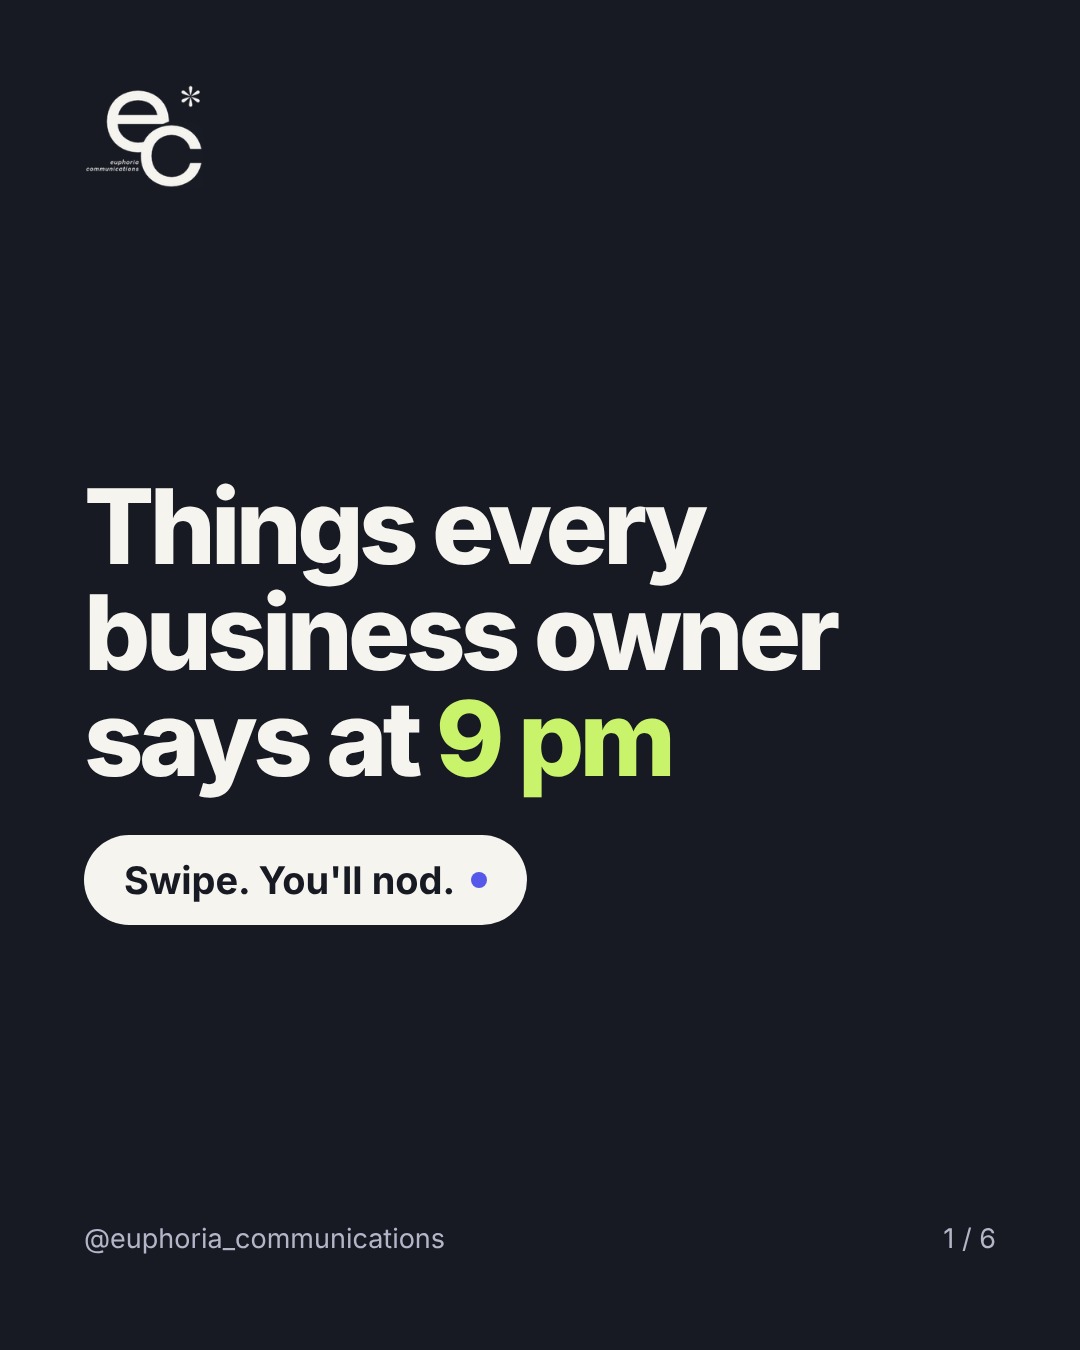 ec*
euphoria
communications
Things every
business owner
says at 9 pm
Swipe. You'll nod.
@euphoria_communications
1 / 6